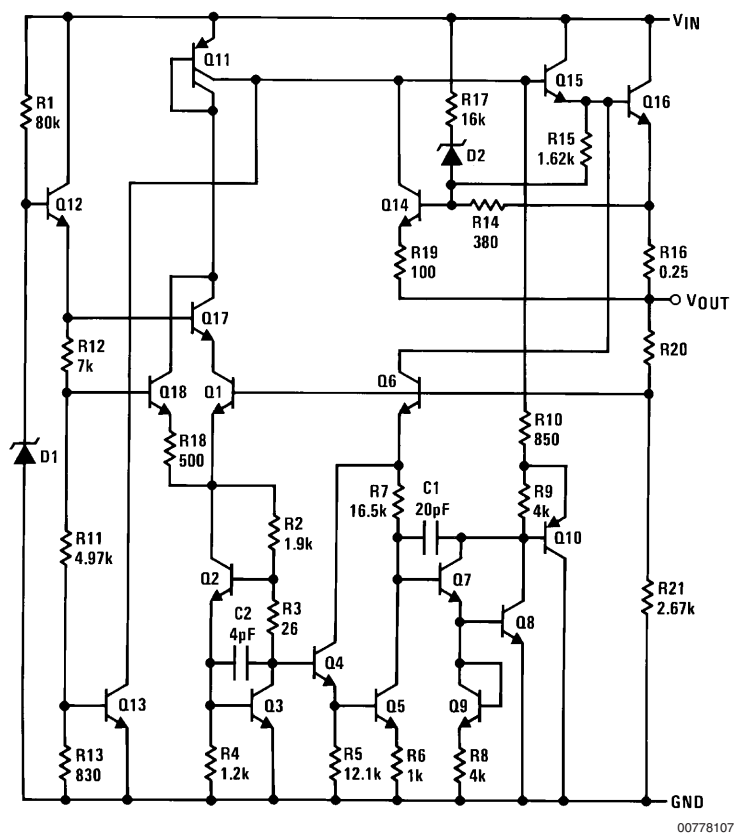 VIN
Q11
Q15
Q16
R1
80k
R17
16k
R15
1.62k
D2
Q12
Q14
R14
380
R19
100
R16
0.25
VOUT
Q17
R12
7k
R20
Q18
Q1
Q6
R18
500
R10
850
D1
R7
16.5k
C1
20pF
R9
4k
R11
4.97k
R2
1.9k
Q10
Q2
Q7
R21
2.67k
C2
4pF
R3
26
Q8
Q4
Q13
Q3
Q5
Q9
R13
830
R4
1.2k
R5
12.1k
R6
1k
R8
4k
GND
00778107